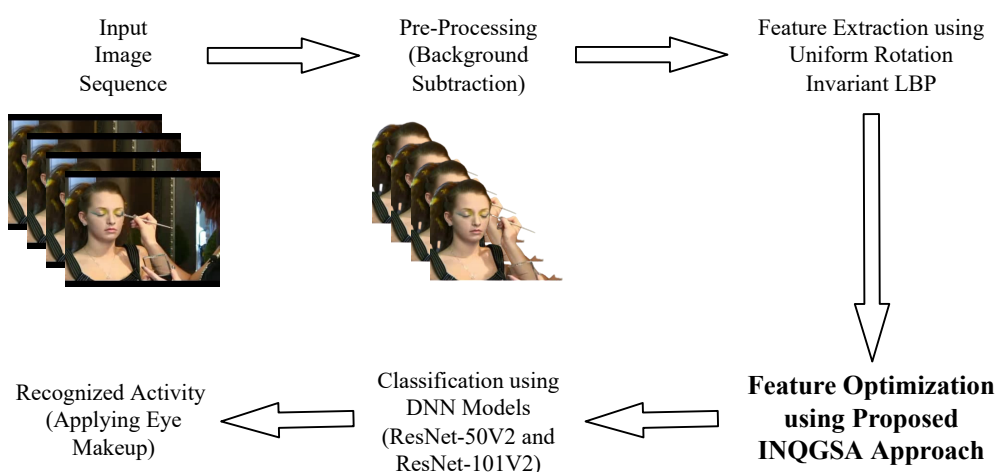 Input
Image
Sequence
Pre-Processing
(Background
Subtraction)
Feature Extraction using
Uniform Rotation
Invariant LBP
Feature Optimization
using Proposed
INQGSA Approach
Classification using
DNN Models
(ResNet-50V2 and
ResNet-101V2)
Recognized Activity
(Applying Eye
Makeup)